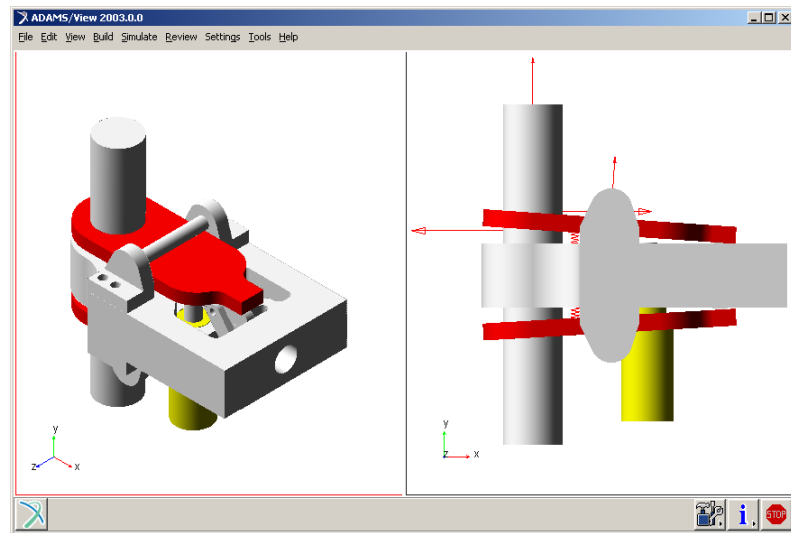 ADAMS/View 2003.0.0
File Edit View Build Simulate Review Settings Tools Help
y
z x
y
z x
i
STOP